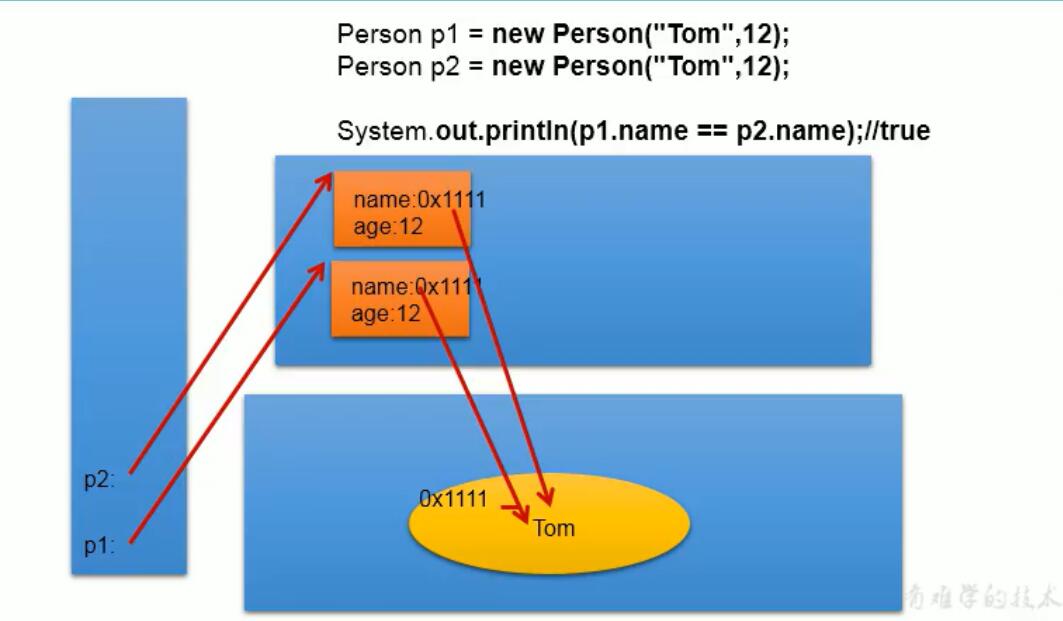 Person p1 = new Person("Tom",12);
Person p2 = new Person("Tom",12);
System.out.println(p1.name == p2.name);//true
name:0x1111
age:12
name:0x1111
age:12
p2:
p1:
0x1111
Tom
有难学的技术